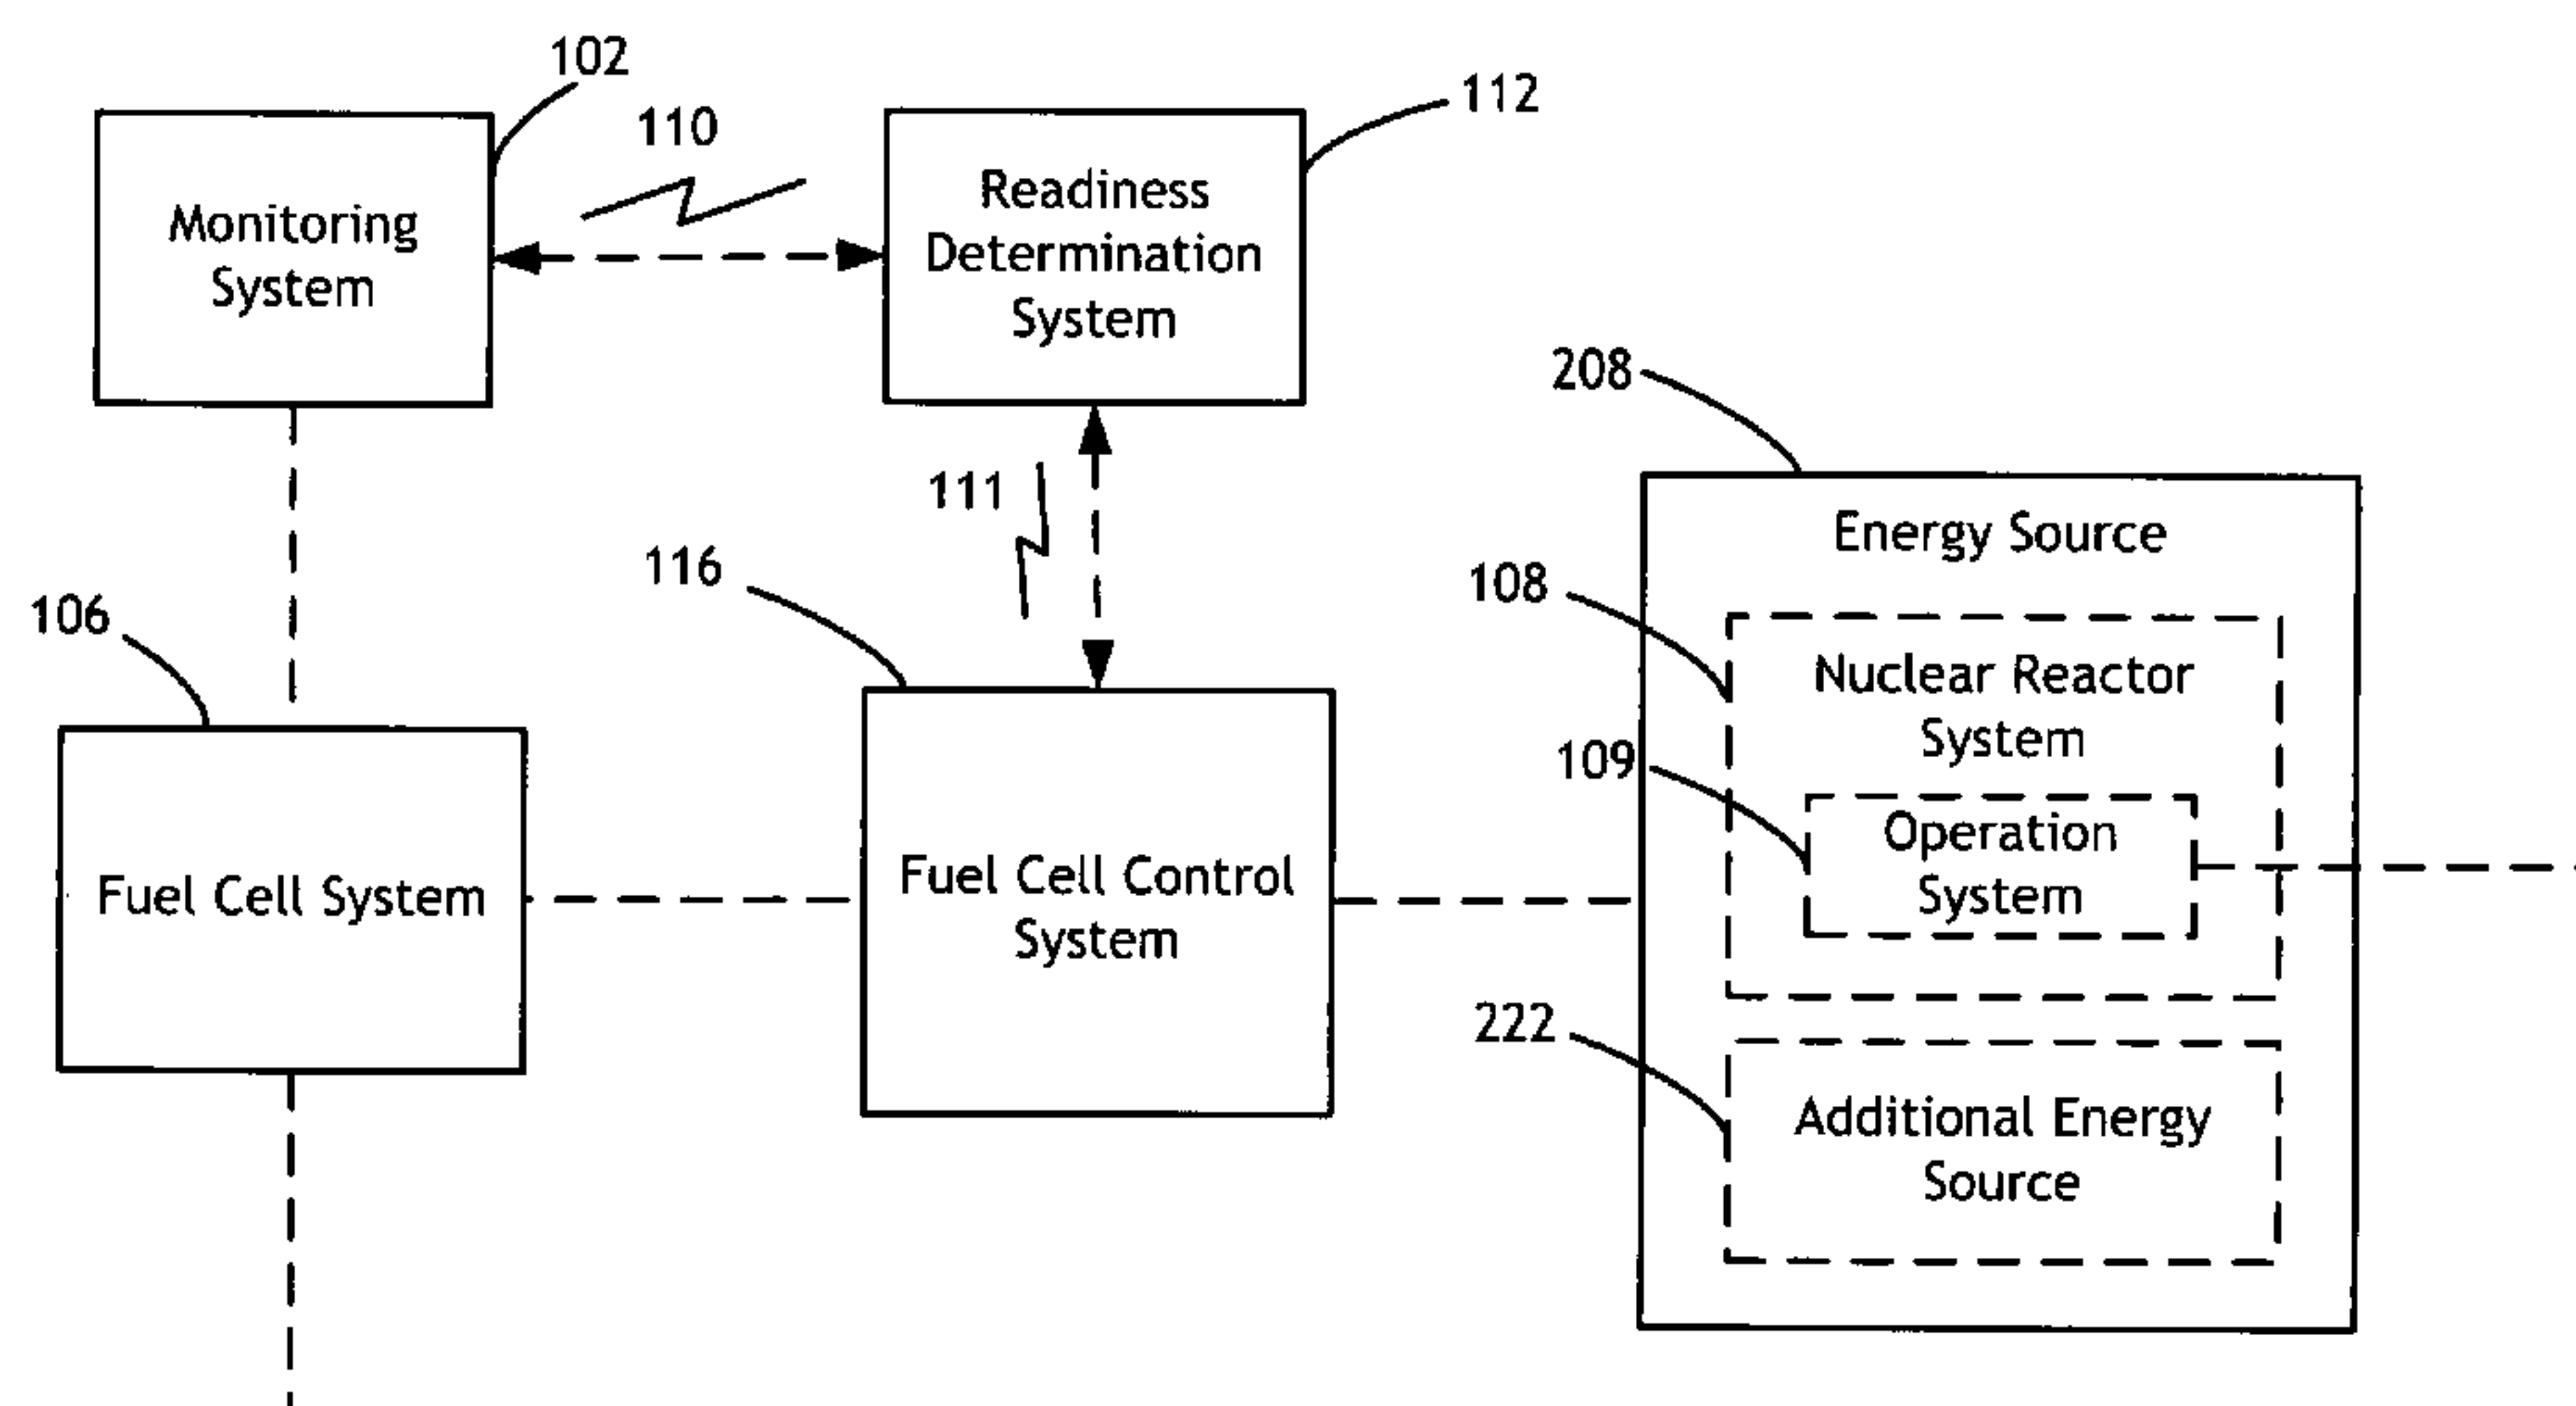 102
110
112
Monitoring
System
Readiness
Determination
System
208
111
Energy Source
116
108
106
Nuclear Reactor
System
109
Operation
System
Fuel Cell System
Fuel Cell Control
System
222
Additional Energy
Source